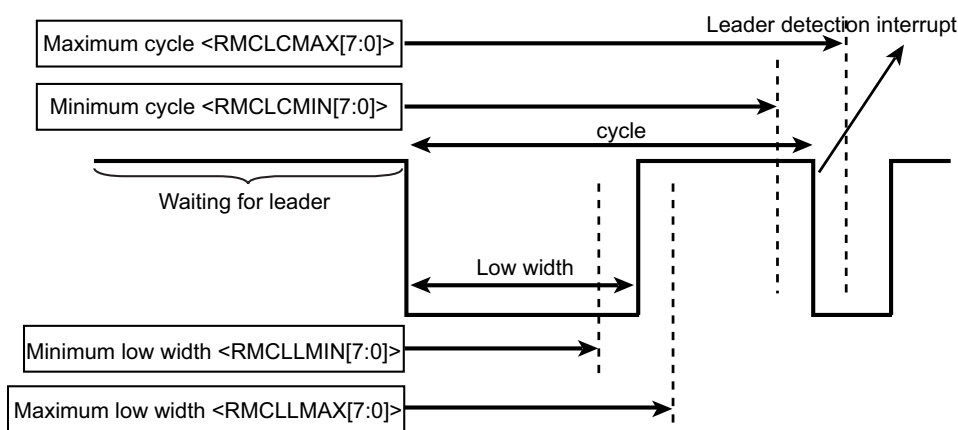 Leader detection interrupt
Maximum cycle <RMCLCMAX[7:0]>
Minimum cycle <RMCLCMIN[7:0]>
cycle
Waiting for leader
Low width
Minimum low width <RMCLLMIN[7:0]>
Maximum low width <RMCLLMAX[7:0]>